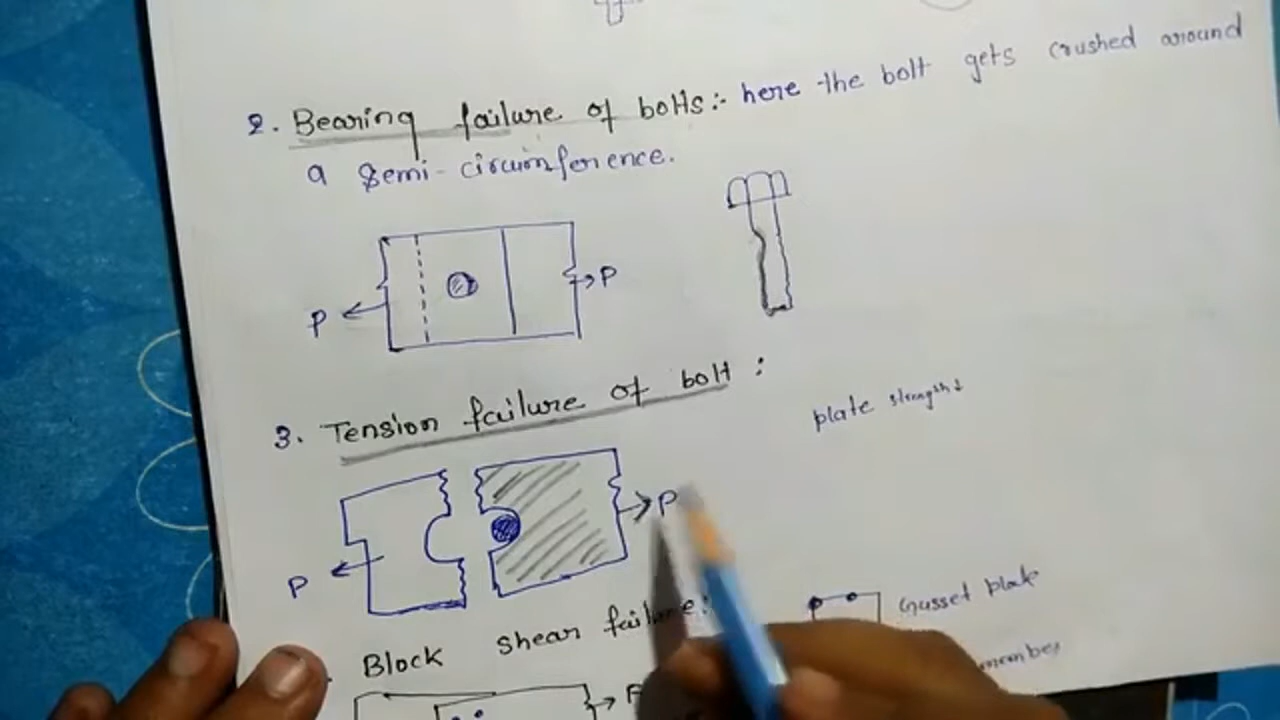 2. Bearing failure of bolts:- here the bolt gets crushed around
a Semi-circumference.
P
P
3. Tension failure of bolt :
plate strength↓
P
P
Block shear failure:
Gusset plate
member
P